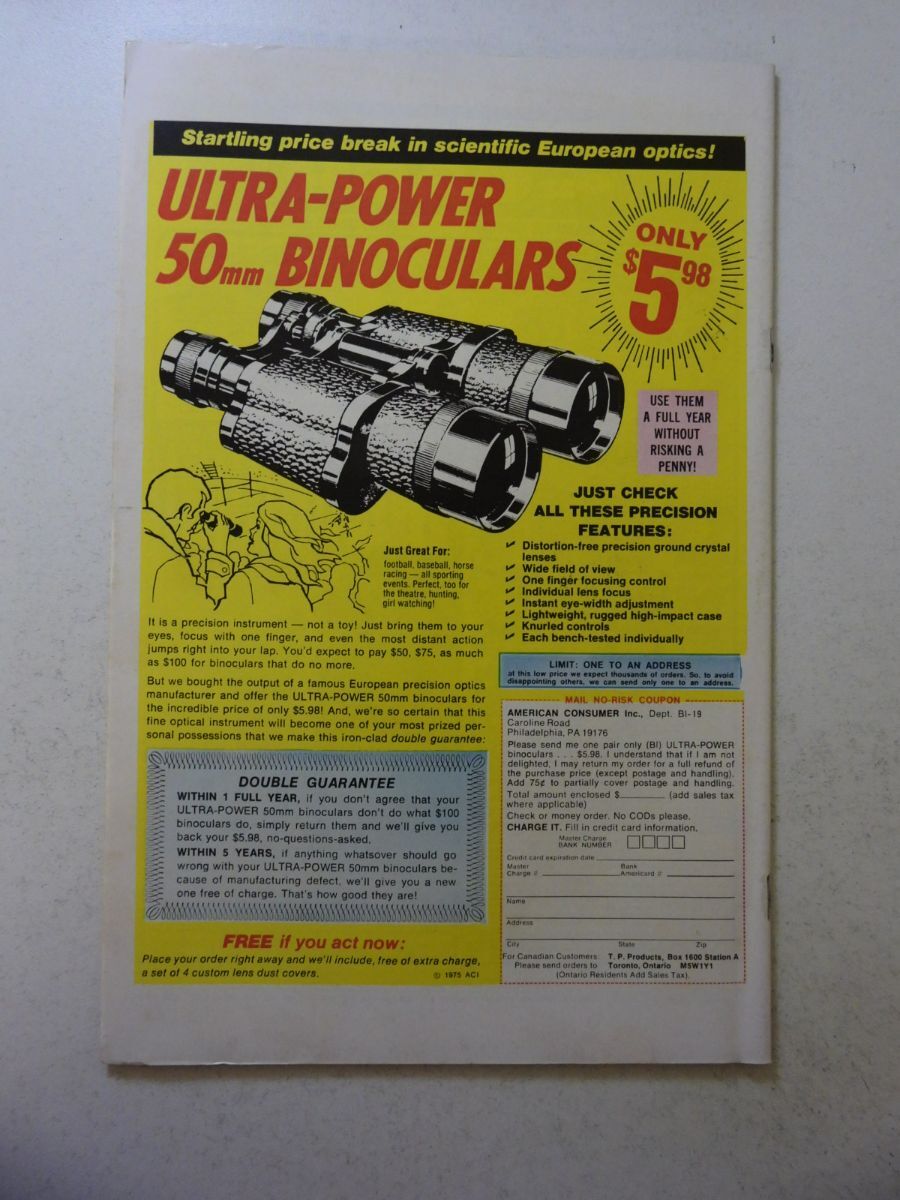 Startling price break in scientific European optics!
ULTRA-POWER
50mm BINOCULARS
ONLY
$5 98
USE THEM
A FULL YEAR
WITHOUT
RISKING A
PENNY!
JUST CHECK
ALL THESE PRECISION
FEATURES:
Distortion-free precision ground crystal
lenses
Wide field of view
One finger focusing control
Individual lens focus
Instant eye-width adjustment
Lightweight, rugged high-impact case
Knurled controls
Each bench-tested individually
Just Great For:
football, baseball, horse
racing — all sporting
events. Perfect, too for
the theatre, hunting,
girl watching!
It is a precision instrument — not a toy! Just bring them to your
eyes, focus with one finger, and even the most distant action
jumps right into your lap. You'd expect to pay $50, $75, as much
as $100 for binoculars that do no more.
But we bought the output of a famous European precision optics
manufacturer and offer the ULTRA-POWER 50mm binoculars for
the incredible price of only $5.98! And, we're so certain that this
fine optical instrument will become one of your most prized per-
sonal possessions that we make this iron-clad double guarantee:
DOUBLE GUARANTEE
WITHIN 1 FULL YEAR, if you don't agree that your
ULTRA-POWER 50mm binoculars don't do what $100
binoculars do, simply return them and we'll give you
back your $5.98, no-questions-asked.
WITHIN 5 YEARS, if anything whatsover should go
wrong with your ULTRA-POWER 50mm binoculars be-
cause of manufacturing defect, we'll give you a new
one free of charge. That's how good they are!
FREE if you act now:
Place your order right away and we'll include, free of extra charge,
a set of 4 custom lens dust covers.
© 1975 ACI
LIMIT: ONE TO AN ADDRESS
at this low price we expect thousands of orders. So, to avoid
disappointing others, we can send only one to an address.
MAIL NO-RISK COUPON
AMERICAN CONSUMER Inc., Dept. BI-19
Caroline Road
Philadelphia, PA 19176
Please send me one pair only (BI) ULTRA-POWER
binoculars . . . $5.98. I understand that if I am not
delighted, I may return my order for a full refund of
the purchase price (except postage and handling).
Add 75¢ to partially cover postage and handling.
Total amount enclosed $________ (add sales tax
where applicable)
Check or money order. No CODs please.
CHARGE IT. Fill in credit card information.
Master Charge
BANK NUMBER
Credit card expiration date
Master Bank
Charge # Americard #
Name
Address
City State Zip
For Canadian Customers: T. P. Products, Box 1600 Station A
Please send orders to Toronto, Ontario M5W1Y1
(Ontario Residents Add Sales Tax).